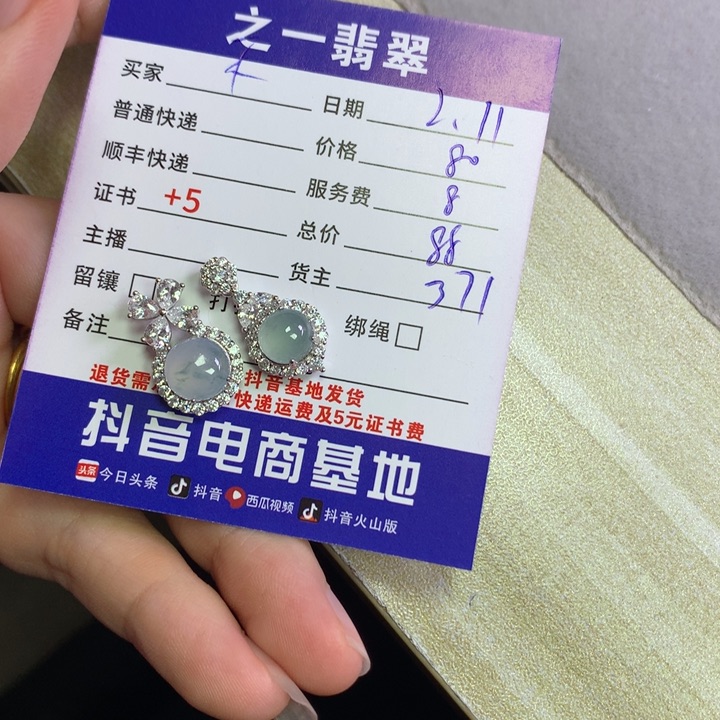 之一翡翠
买家 日期 2.11
普通快递 价格 80
顺丰快递 服务费 8
证书 +5 总价 88
主播 货主 371
留镶 打 绑绳
备注
退货需 抖音基地发货
快递运费及5元证书费
抖音电商基地
头条 今日头条 抖音 西瓜视频 抖音火山版